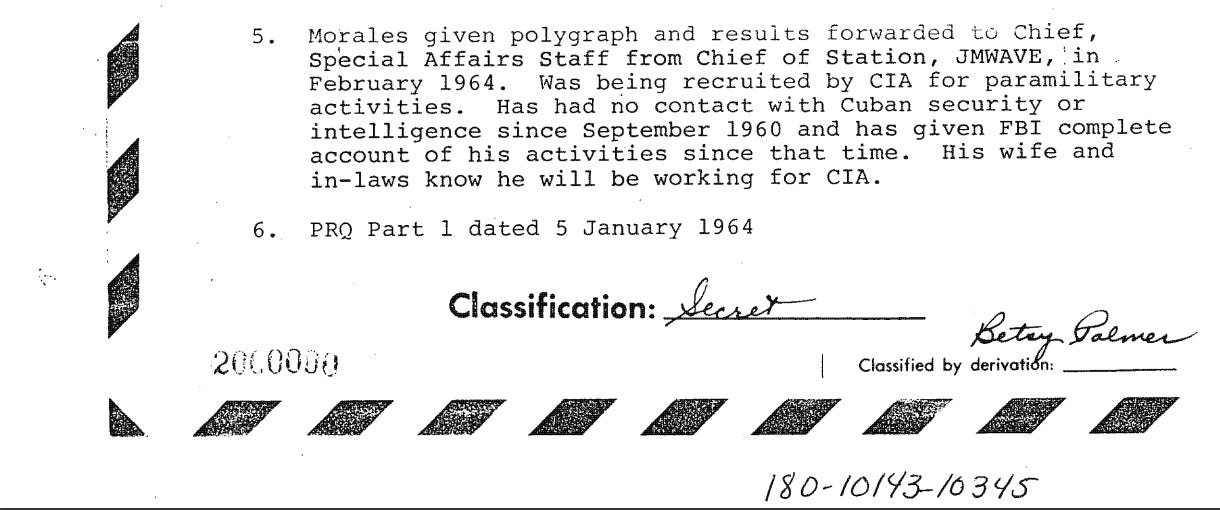 5. Morales given polygraph and results forwarded to Chief,
Special Affairs Staff from Chief of Station, JMWAVE, in
February 1964. Was being recruited by CIA for paramilitary
activities. Has had no contact with Cuban security or
intelligence since September 1960 and has given FBI complete
account of his activities since that time. His wife and
in-laws know he will be working for CIA.
6. PRQ Part 1 dated 5 January 1964
Classification: Secret
Betsy Palmer
2000000
Classified by derivation:
180-10143-10345